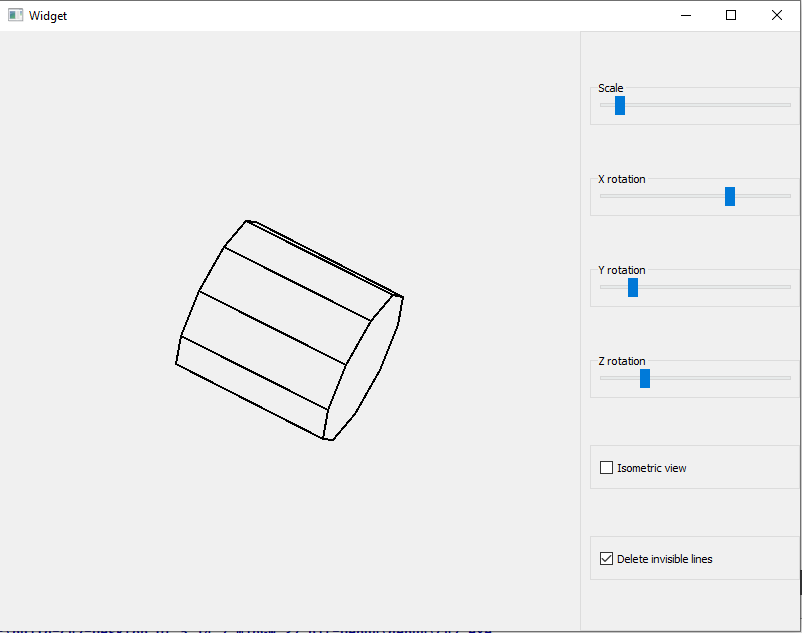 Widget
Scale
X rotation
Y rotation
Z rotation
Isometric view
Delete invisible lines